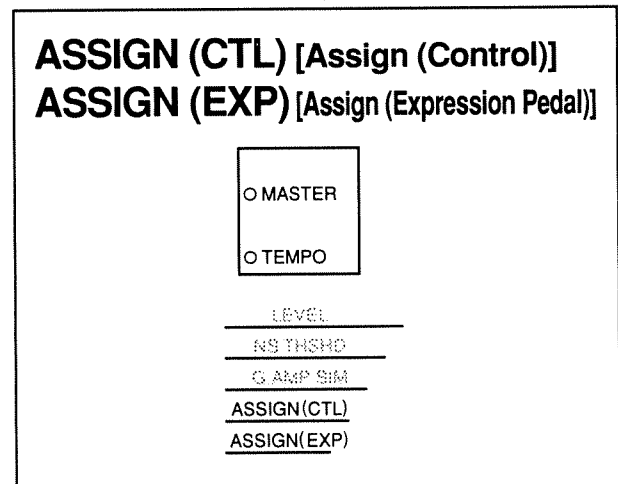 ASSIGN (CTL) [Assign (Control)]
ASSIGN (EXP) [Assign (Expression Pedal)]
MASTER
TEMPO
LEVEL
NS THSHD
G.AMP SIM
ASSIGN(CTL)
ASSIGN(EXP)